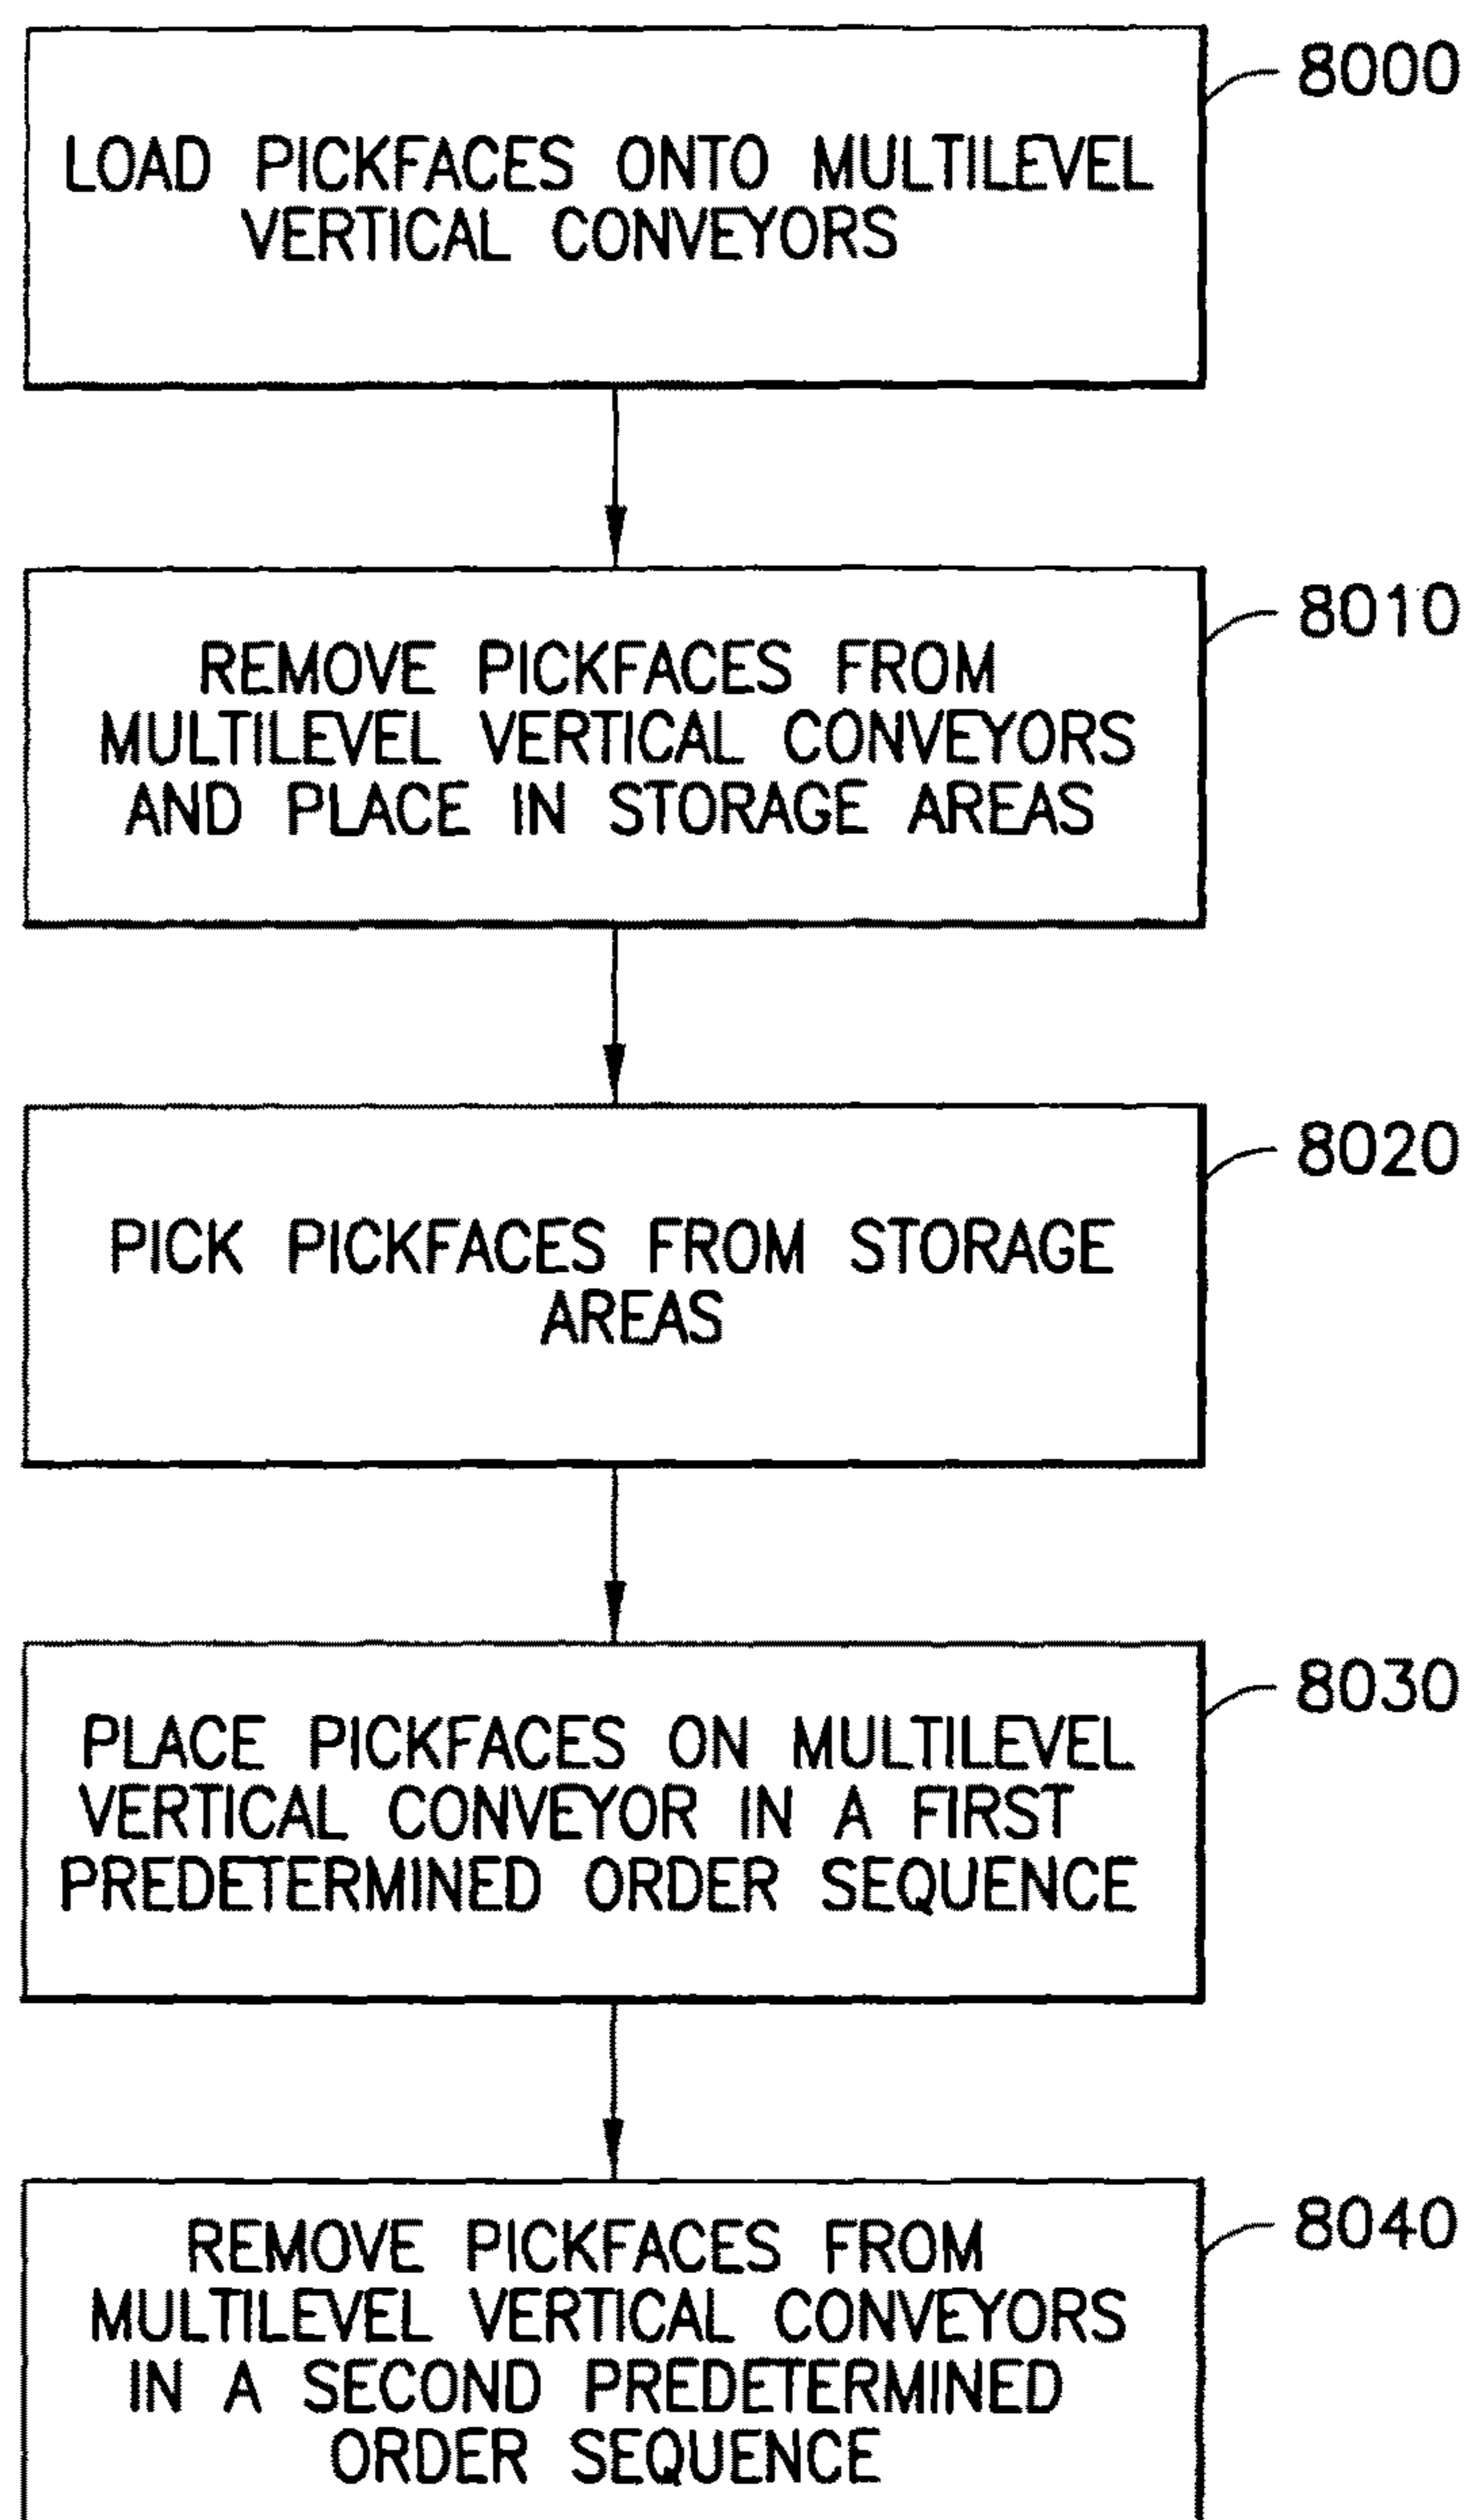 8000
LOAD PICKFACES ONTO MULTILEVEL
VERTICAL CONVEYORS
8010
REMOVE PICKFACES FROM
MULTILEVEL VERTICAL CONVEYORS
AND PLACE IN STORAGE AREAS
8020
PICK PICKFACES FROM STORAGE
AREAS
8030
PLACE PICKFACES ON MULTILEVEL
VERTICAL CONVEYOR IN A FIRST
PREDETERMINED ORDER SEQUENCE
8040
REMOVE PICKFACES FROM
MULTILEVEL VERTICAL CONVEYORS
IN A SECOND PREDETERMINED
ORDER SEQUENCE